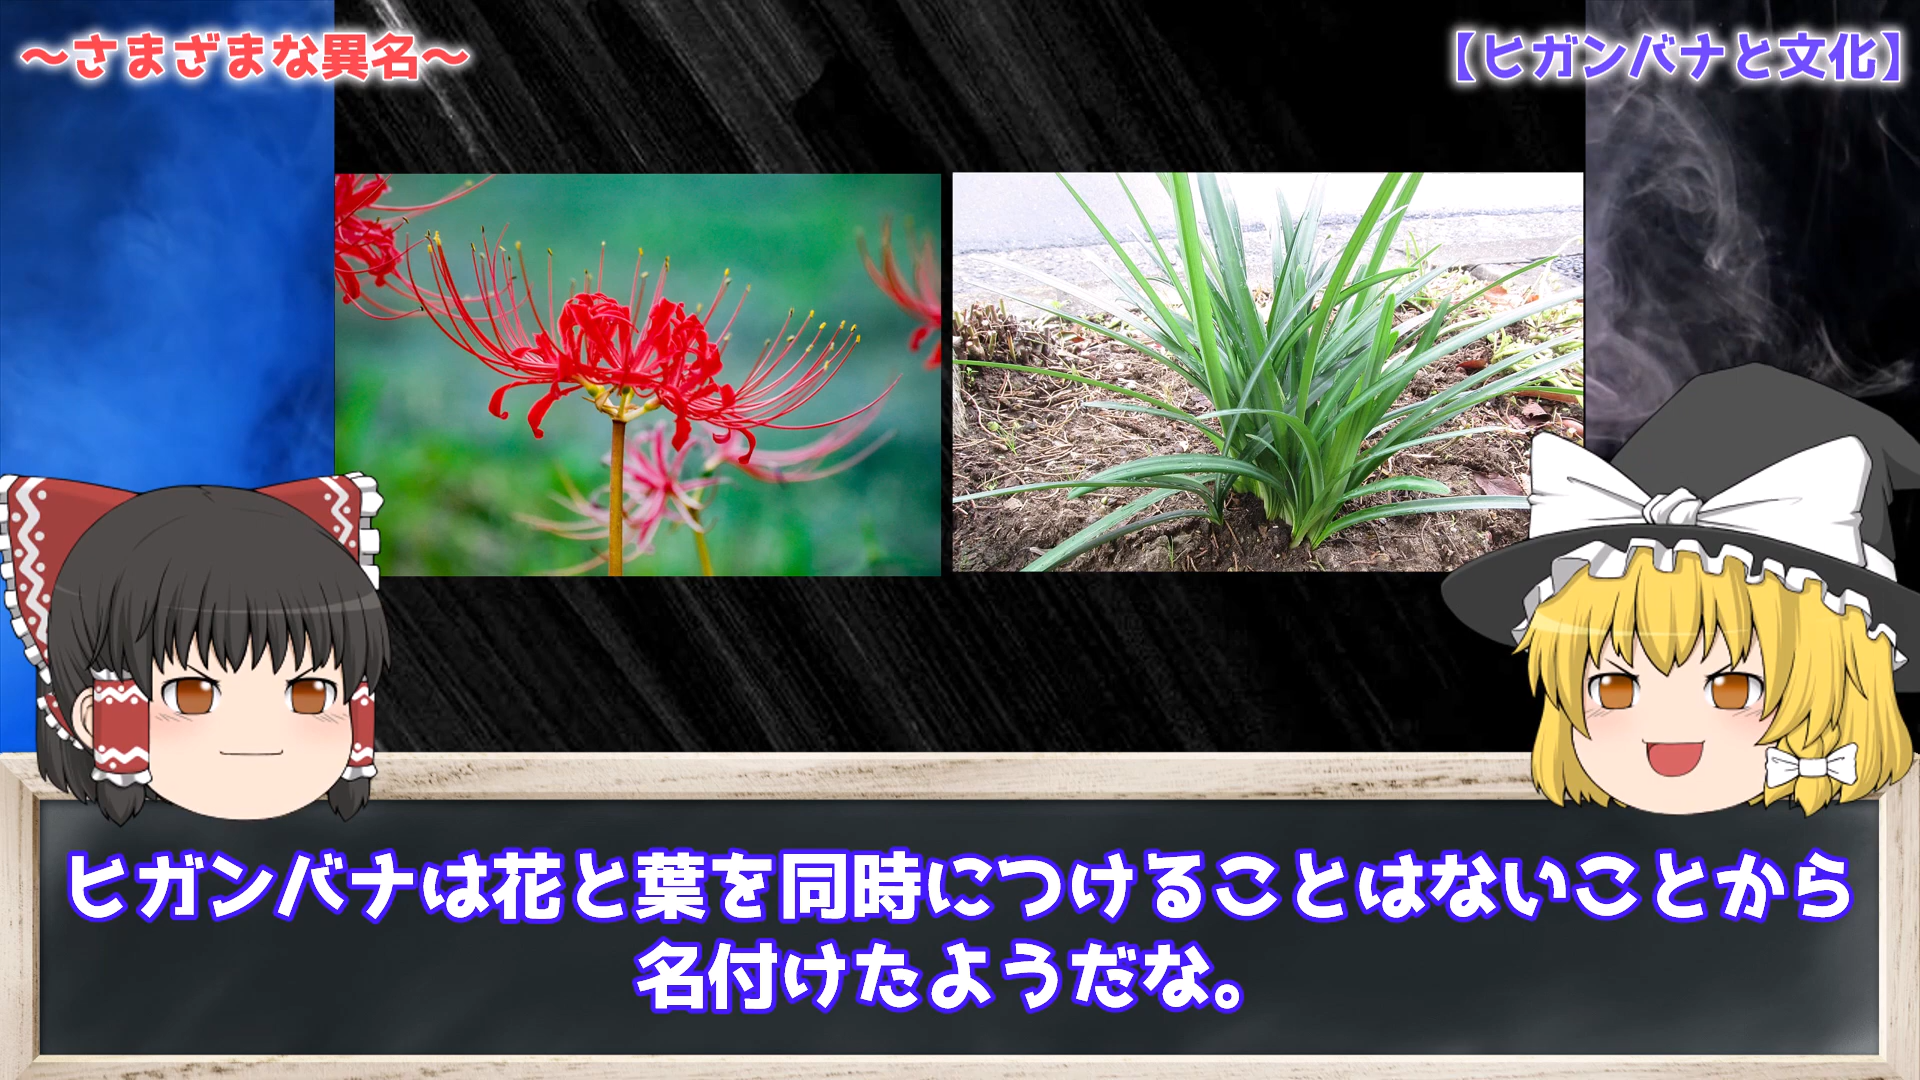 ～さまざまな異名～
【ヒガンバナと文化】
ヒガンバナは花と葉を同時につけることはないことから
名付けたようだな。